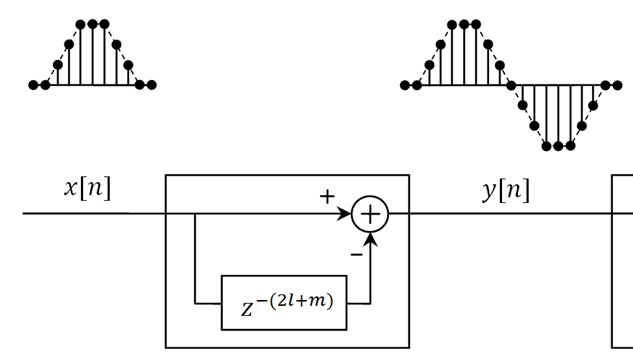 x[n]
y[n]
+
+
−
z^{−(2l+m)}